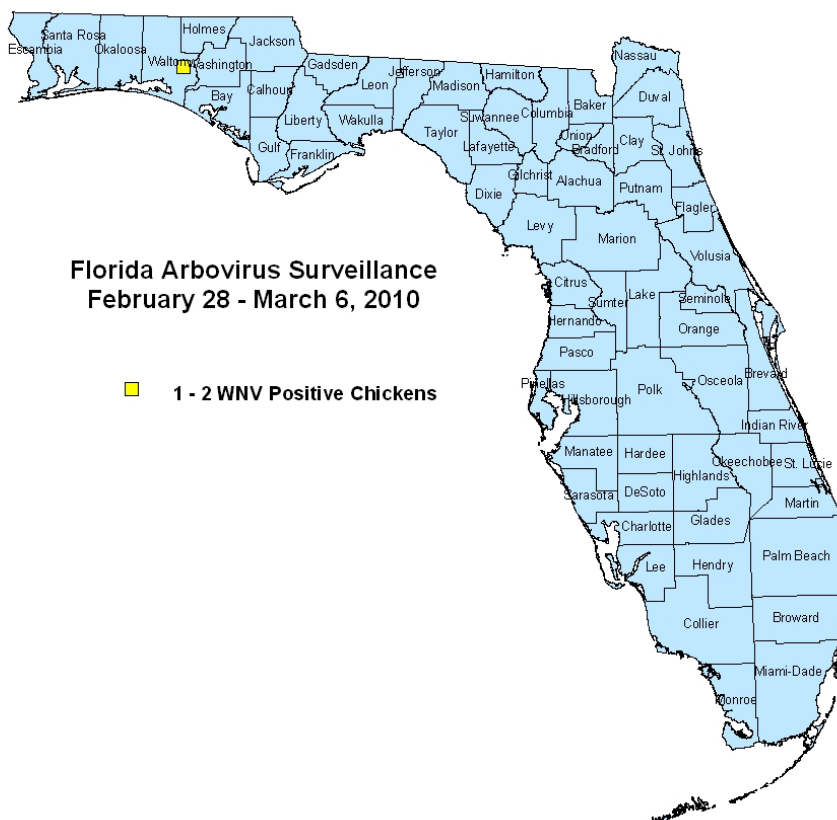 Holmes
Santa Rosa
Jackson
Escambia
Okaloosa
Walton
Washington
Gadsden
Jefferson
Hamilton
Nassau
Madison
Leon
Bay
Calhoun
Duval
Columbia
Baker
Liberty
Wakulla
Suwannee
Taylor
Union
Clay
Lafayette
Bradford
St. Johns
Gulf
Franklin
Gilchrist
Alachua
Putnam
Dixie
Flagler
Levy
Marion
Volusia
Florida Arbovirus Surveillance
February 28 - March 6, 2010
Citrus
Lake
Sumter
Seminole
Hernando
Orange
Pasco
Brevard
Osceola
Pinellas
Polk
1 - 2 WNV Positive Chickens
Hillsborough
Indian River
Manatee
Hardee
Okeechobee
St. Lucie
Highlands
Sarasota
DeSoto
Martin
Charlotte
Glades
Palm Beach
Lee
Hendry
Broward
Collier
Miami-Dade
Monroe